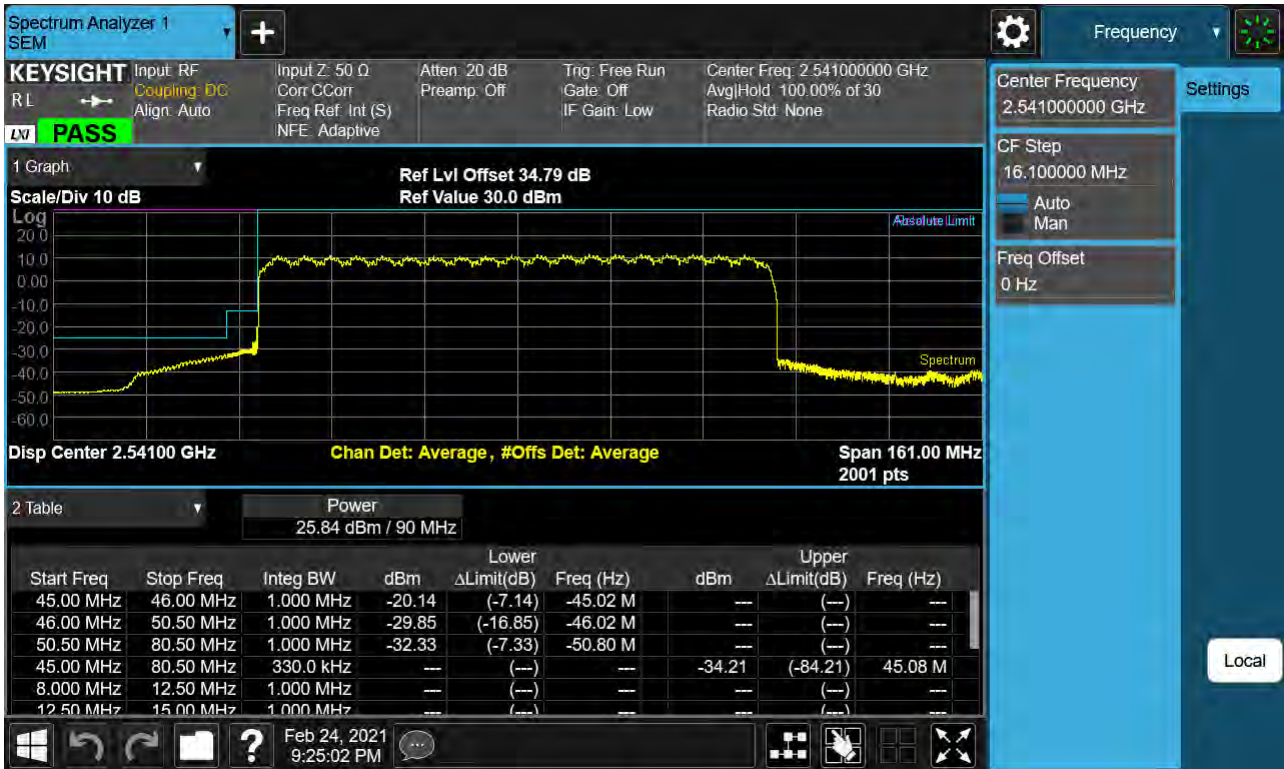 Spectrum Analyzer 1
SEM
+
Frequency
KEYSIGHT
R L
LXI PASS
Input: RF
Coupling: DC
Align: Auto
Input Z: 50 Ω
Corr CCorr
Freq Ref: Int (S)
NFE: Adaptive
Atten: 20 dB
Preamp: Off
Trig: Free Run
Gate: Off
IF Gain: Low
Center Freq: 2.541000000 GHz
Avg|Hold: 100.00% of 30
Radio Std: None
Center Frequency
2.541000000 GHz
Settings
CF Step
16.100000 MHz
Auto
Man
Freq Offset
0 Hz
Local
1 Graph
Scale/Div 10 dB
Ref Lvl Offset 34.79 dB
Ref Value 30.0 dBm
Log
20.0
10.0
0.00
-10.0
-20.0
-30.0
-40.0
-50.0
-60.0
Absolute Limit
Spectrum
Disp Center 2.54100 GHz
Chan Det: Average, #Offs Det: Average
Span 161.00 MHz
2001 pts
2 Table
Power
25.84 dBm / 90 MHz
Lower Upper
Start Freq Stop Freq Integ BW dBm ΔLimit(dB) Freq (Hz) dBm ΔLimit(dB) Freq (Hz)
45.00 MHz 46.00 MHz 1.000 MHz -20.14 (-7.14) -45.02 M --- (---) ---
46.00 MHz 50.50 MHz 1.000 MHz -29.85 (-16.85) -46.02 M --- (---) ---
50.50 MHz 80.50 MHz 1.000 MHz -32.33 (-7.33) -50.80 M --- (---) ---
45.00 MHz 80.50 MHz 330.0 kHz --- (---) --- -34.21 (-84.21) 45.08 M
8.000 MHz 12.50 MHz 1.000 MHz --- (---) --- --- (---) ---
12.50 MHz 15.00 MHz 1.000 MHz --- (---) --- --- (---) ---
?
Feb 24, 2021
9:25:02 PM